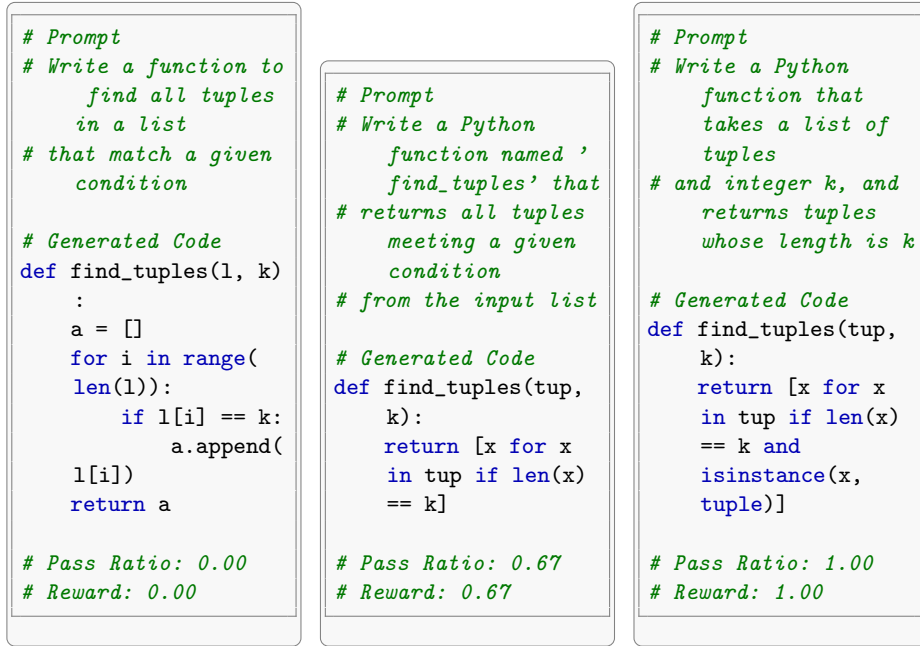 # Prompt
# Write a function to
find all tuples
in a list
# that match a given
condition
# Generated Code
def find_tuples(l, k)
:
a = []
for i in range(
len(l)):
if l[i] == k:
a.append(
l[i])
return a
# Pass Ratio: 0.00
# Reward: 0.00
# Prompt
# Write a Python
function named '
find_tuples' that
# returns all tuples
meeting a given
condition
# from the input list
# Generated Code
def find_tuples(tup,
k):
return [x for x
in tup if len(x)
== k]
# Pass Ratio: 0.67
# Reward: 0.67
# Prompt
# Write a Python
function that
takes a list of
tuples
# and integer k, and
returns tuples
whose length is k
# Generated Code
def find_tuples(tup,
k):
return [x for x
in tup if len(x)
== k and
isinstance(x,
tuple)]
# Pass Ratio: 1.00
# Reward: 1.00